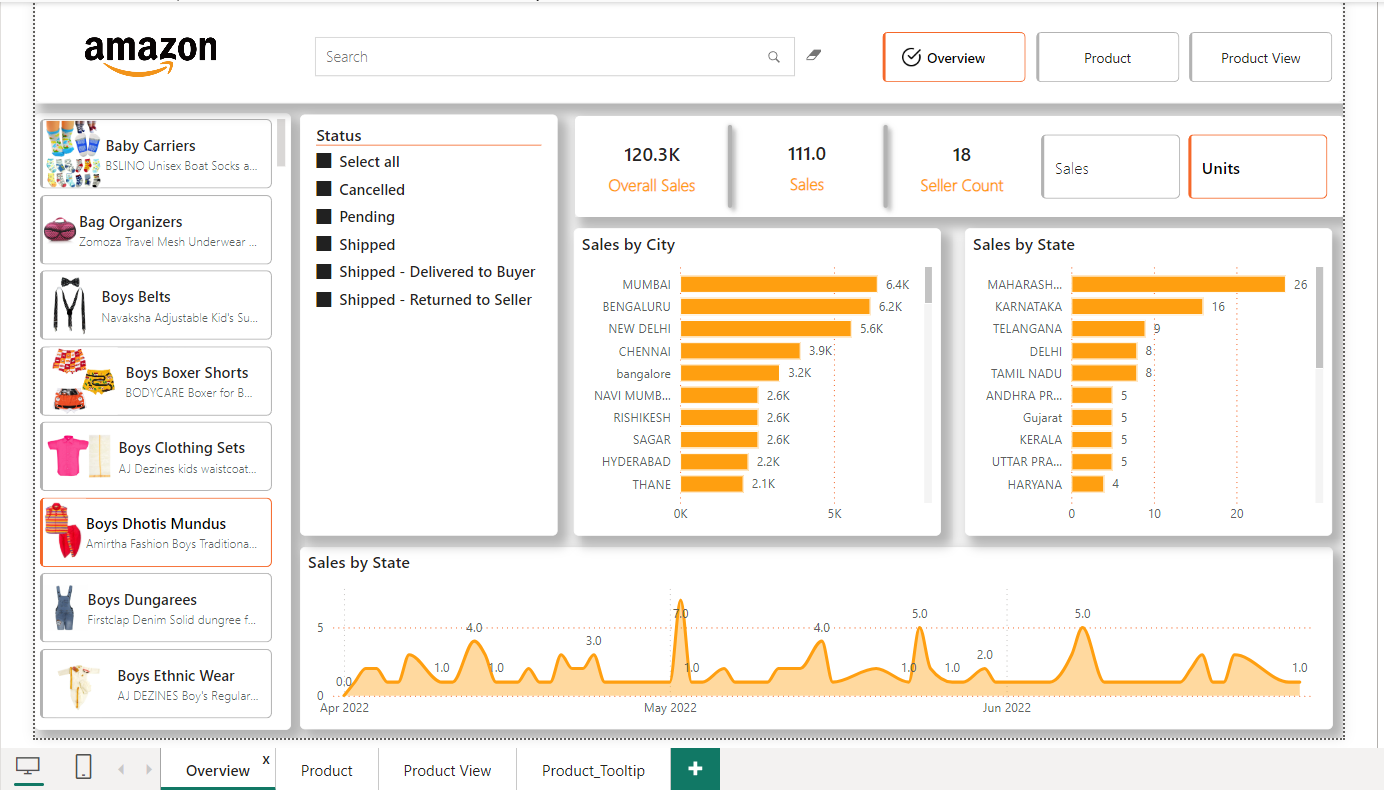 amazon
Search
Overview
Product
Product View
Baby Carriers
BSLINO Unisex Boat Socks a...
Bag Organizers
Zomoza Travel Mesh Underwear ...
Boys Belts
Navaksha Adjustable Kid's Su...
Boys Boxer Shorts
BODYCARE Boxer for B...
Boys Clothing Sets
AJ Dezines kids waistcoat...
Boys Dhotis Mundus
Amirtha Fashion Boys Traditiona...
Boys Dungarees
Firstclap Denim Solid dungree f...
Boys Ethnic Wear
AJ DEZINES Boy's Regular...
Status
Select all
Cancelled
Pending
Shipped
Shipped - Delivered to Buyer
Shipped - Returned to Seller
120.3K
Overall Sales
111.0
Sales
18
Seller Count
Sales
Units
Sales by City
MUMBAI 6.4K
BENGALURU 6.2K
NEW DELHI 5.6K
CHENNAI 3.9K
bangalore 3.2K
NAVI MUMB... 2.6K
RISHIKESH 2.6K
SAGAR 2.6K
HYDERABAD 2.2K
THANE 2.1K
0K 5K
Sales by State
MAHARASH... 26
KARNATAKA 16
TELANGANA 9
DELHI 8
TAMIL NADU 8
ANDHRA PR... 5
Gujarat 5
KERALA 5
UTTAR PRA... 5
HARYANA 4
0 10 20
Sales by State
5
0
0.0 1.0 4.0 1.0 3.0 7.0 1.0 4.0 1.0 5.0 1.0 2.0 5.0 1.0
Apr 2022 May 2022 Jun 2022
Overview x
Product
Product View
Product_Tooltip
+